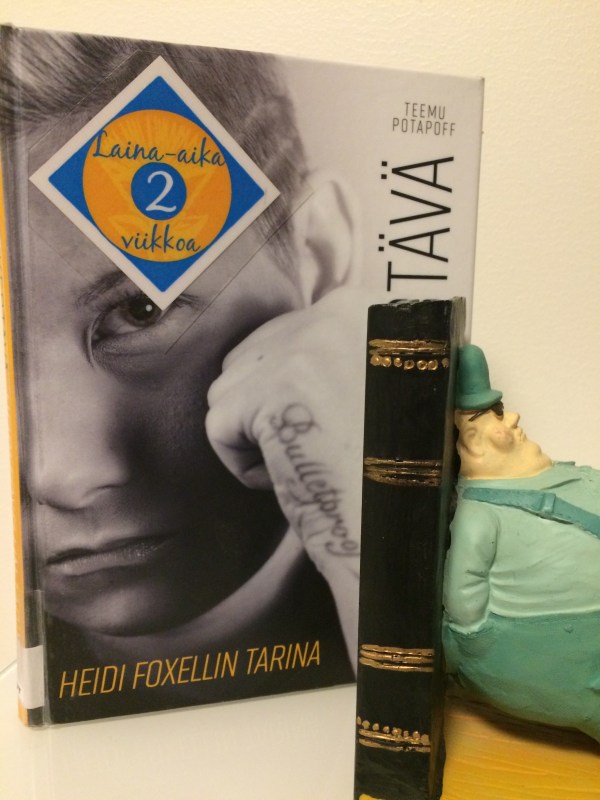 Laina-aika
2
viikkoa
TEEMU
POTAPOFF
TÄVÄ
Bulletproof
HEIDI FOXELLIN TARINA